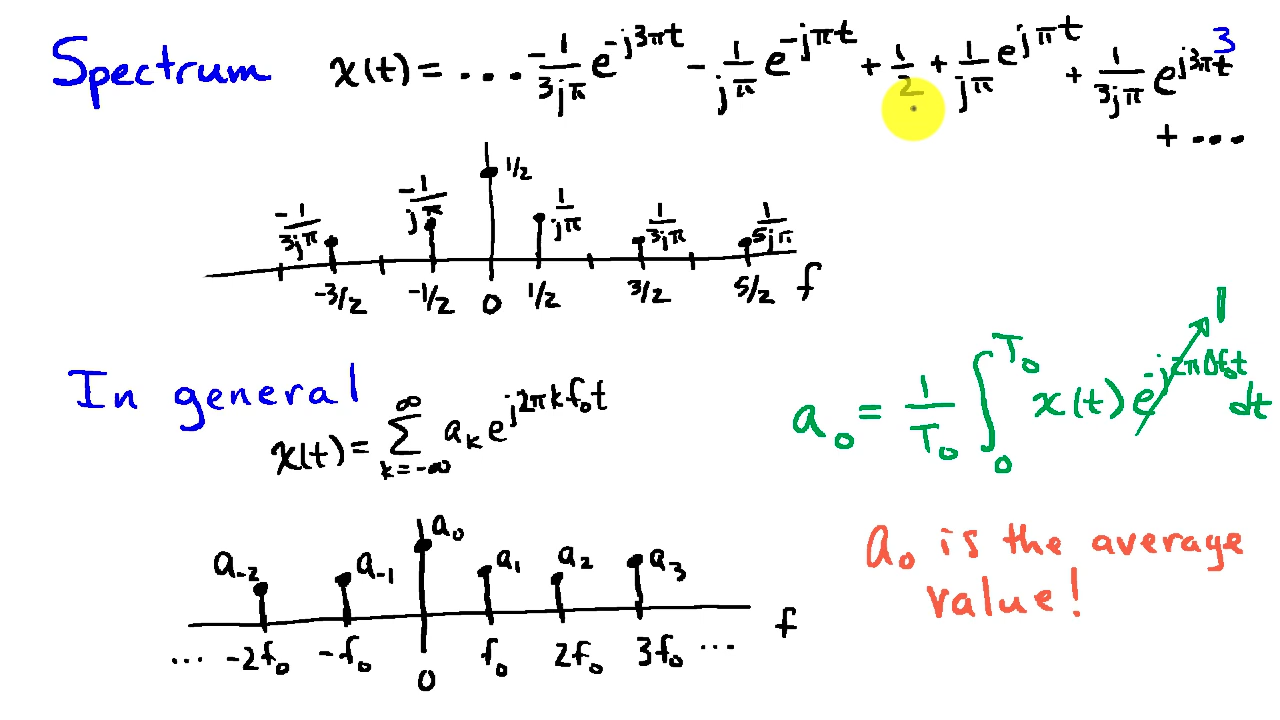 Spectrum x(t) = ... -1/3jπ e^-j3πt - 1/jπ e^-jπt + 1/2 + 1/jπ e^jπt + 1/3jπ e^j3πt 3
+ ...
1/2
-1/3jπ -1/jπ 1/jπ 1/3jπ 1/5jπ
-3/2 -1/2 0 1/2 3/2 5/2 f
In general
x(t) = ∑_{k=-∞}^{∞} a_k e^{j2πkf₀t}
a₀ = 1/T₀ ∫₀^{T₀} x(t) e^{-j2π0f₀t} dt 1
a₀
a₋₂ a₋₁ a₁ a₂ a₃
... -2f₀ -f₀ 0 f₀ 2f₀ 3f₀ ... f
a₀ is the average
value!